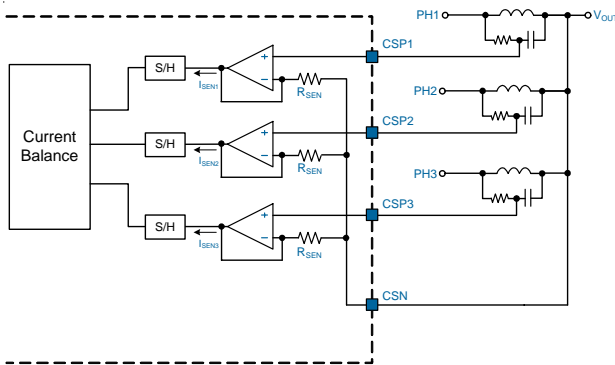 PH1
VOUT
CSP1
S/H
ISEN1
RSEN
PH2
CSP2
Current
Balance
S/H
ISEN2
RSEN
PH3
CSP3
S/H
ISEN3
RSEN
CSN